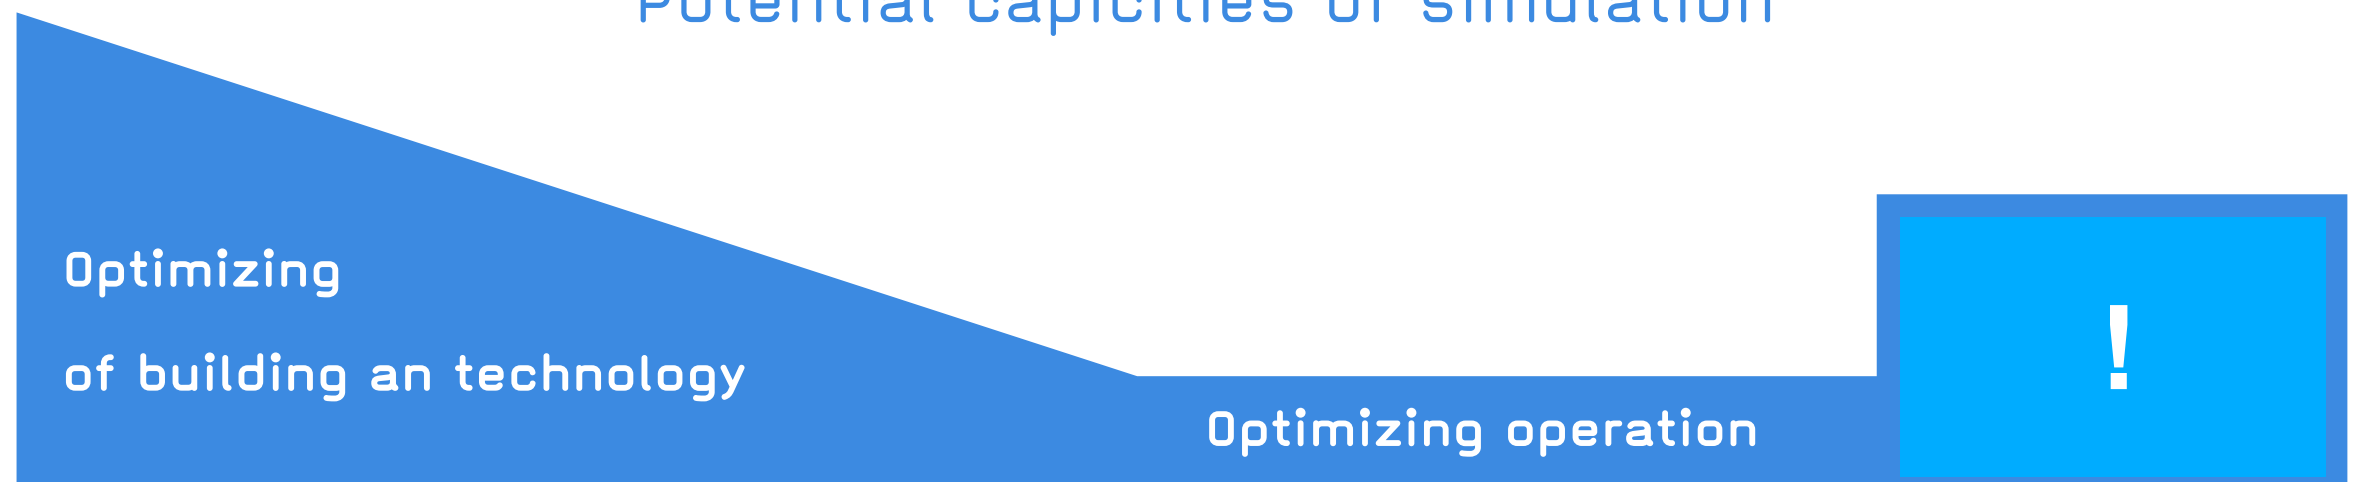 Potential capicities of simulation
Optimizing
of building an technology
Optimizing operation
!